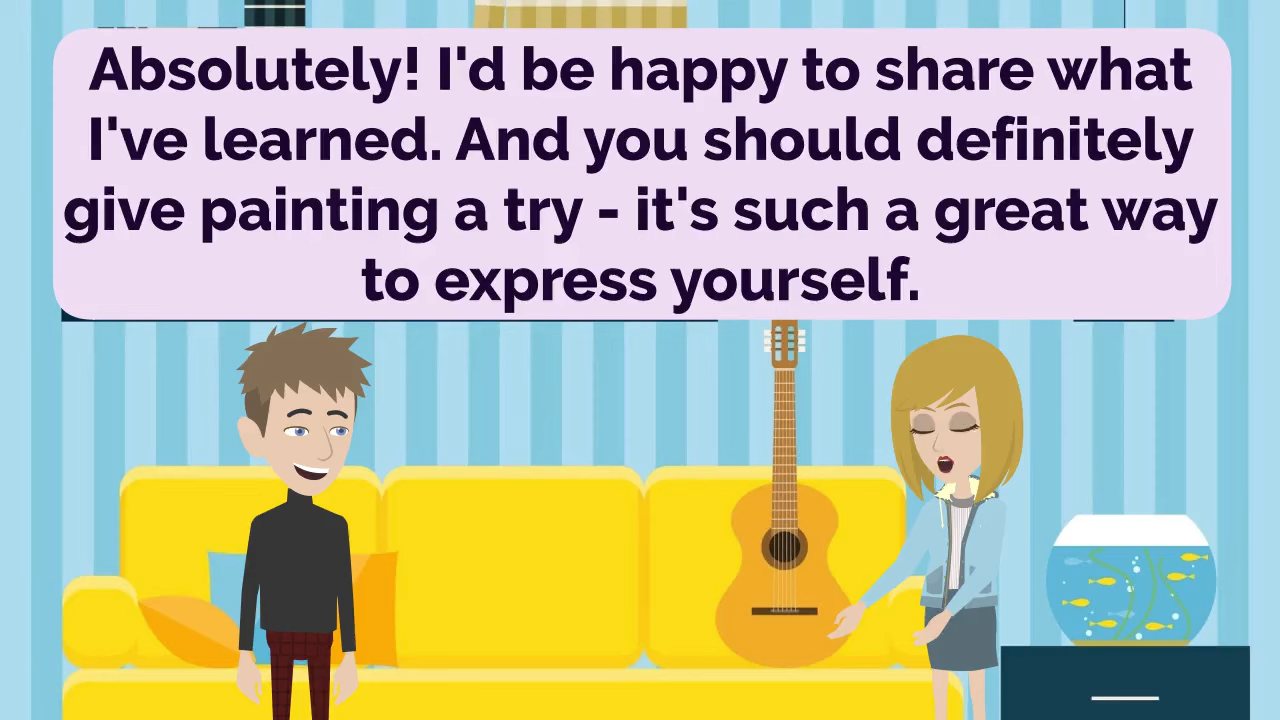 Absolutely! I'd be happy to share what
I've learned. And you should definitely
give painting a try - it's such a great way
to express yourself.